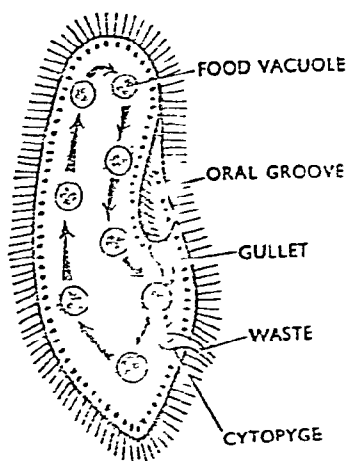 FOOD VACUOLE
ORAL GROOVE
GULLET
WASTE
CYTOPYGE